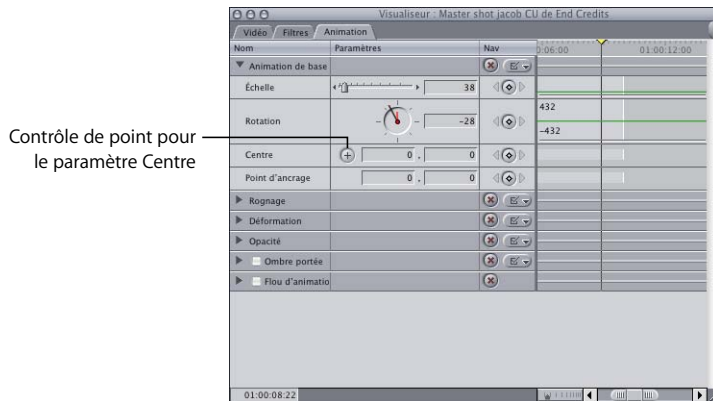 Visualiseur : Master shot jacob CU de End Credits
Vidéo Filtres Animation
Nom Paramètres Nav 0:06:00 01:00:12:00
Animation de base
Échelle 38
Rotation -28 432 -432
Contrôle de point pour
le paramètre Centre
Centre 0 , 0
Point d'ancrage 0 , 0
Rognage
Déformation
Opacité
Ombre portée
Flou d'animatio
01:00:08:22